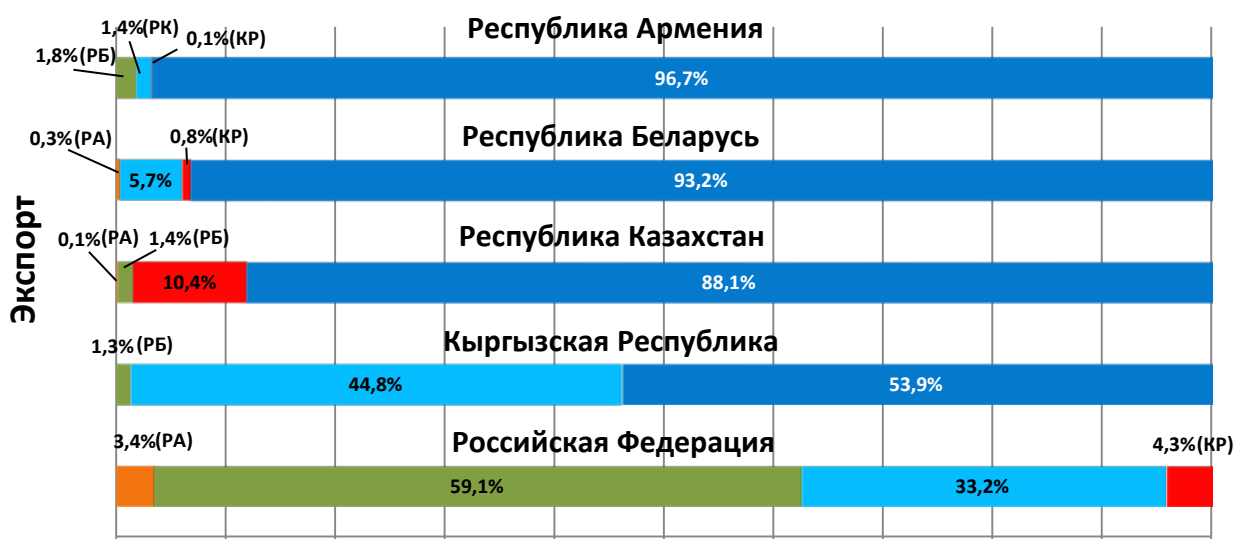 Экспорт
Республика Армения
1,8%(РБ) 1,4%(РК) 0,1%(КР)
96,7%
Республика Беларусь
0,3%(РА) 0,8%(КР)
5,7% 93,2%
Республика Казахстан
0,1%(РА) 1,4%(РБ)
10,4% 88,1%
Кыргызская Республика
1,3%(РБ)
44,8% 53,9%
Российская Федерация
3,4%(РА) 4,3%(КР)
59,1% 33,2%